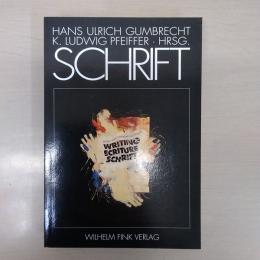 HANS ULRICH GUMBRECHT
K. LUDWIG PFEIFFER · HRSG.
SCHRIFT
WRITING
ECRITURE
SCHRIFT
WILHELM FINK VERLAG